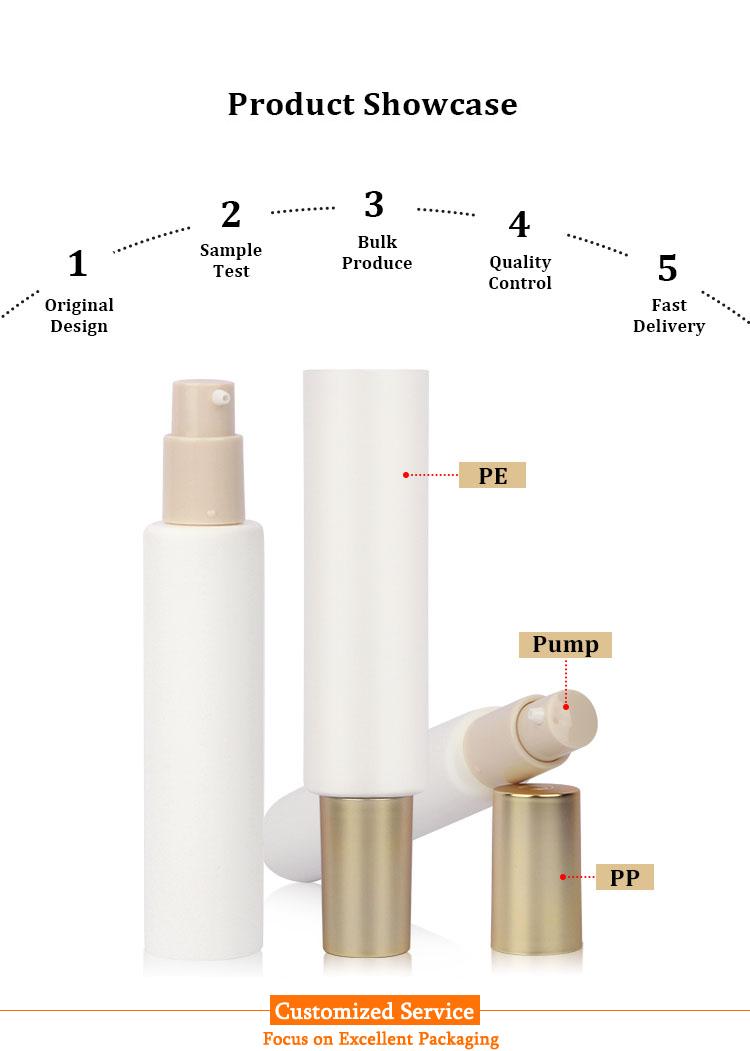 Product Showcase
1
Original
Design
2
Sample
Test
3
Bulk
Produce
4
Quality
Control
5
Fast
Delivery
PE
Pump
PP
Customized Service
Focus on Excellent Packaging